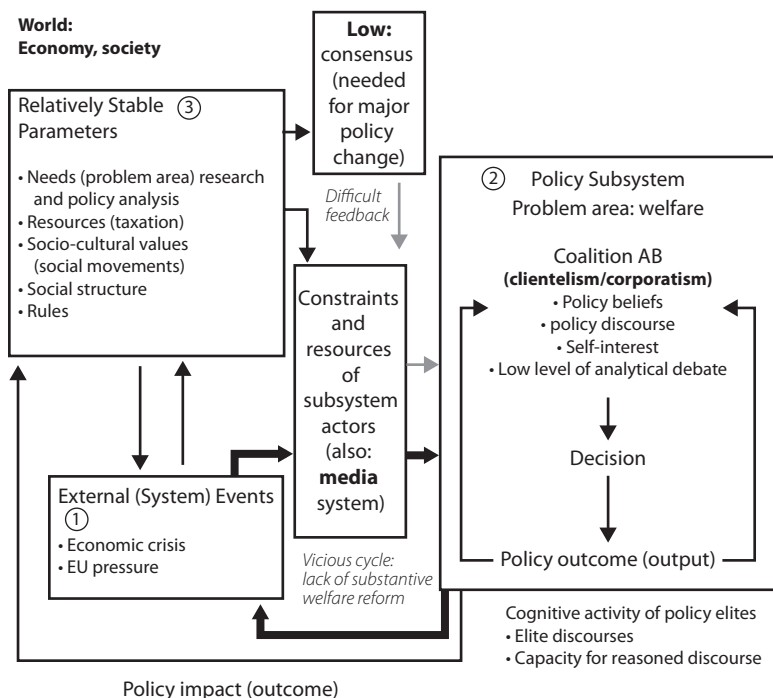 World:
Economy, society
Low:
consensus
(needed
for major
policy
change)
Relatively Stable ③
Parameters
• Needs (problem area) research
and policy analysis
• Resources (taxation)
• Socio-cultural values
(social movements)
• Social structure
• Rules
Difficult
feedback
② Policy Subsystem
Problem area: welfare
Coalition AB
(clientelism/corporatism)
• Policy beliefs
• policy discourse
• Self-interest
• Low level of analytical debate
Decision
Policy outcome (output)
Constraints
and
resources
of
subsystem
actors
(also:
media
system)
External (System) Events
①
• Economic crisis
• EU pressure
Vicious cycle:
lack of substantive
welfare reform
Cognitive activity of policy elites
• Elite discourses
• Capacity for reasoned discourse
Policy impact (outcome)